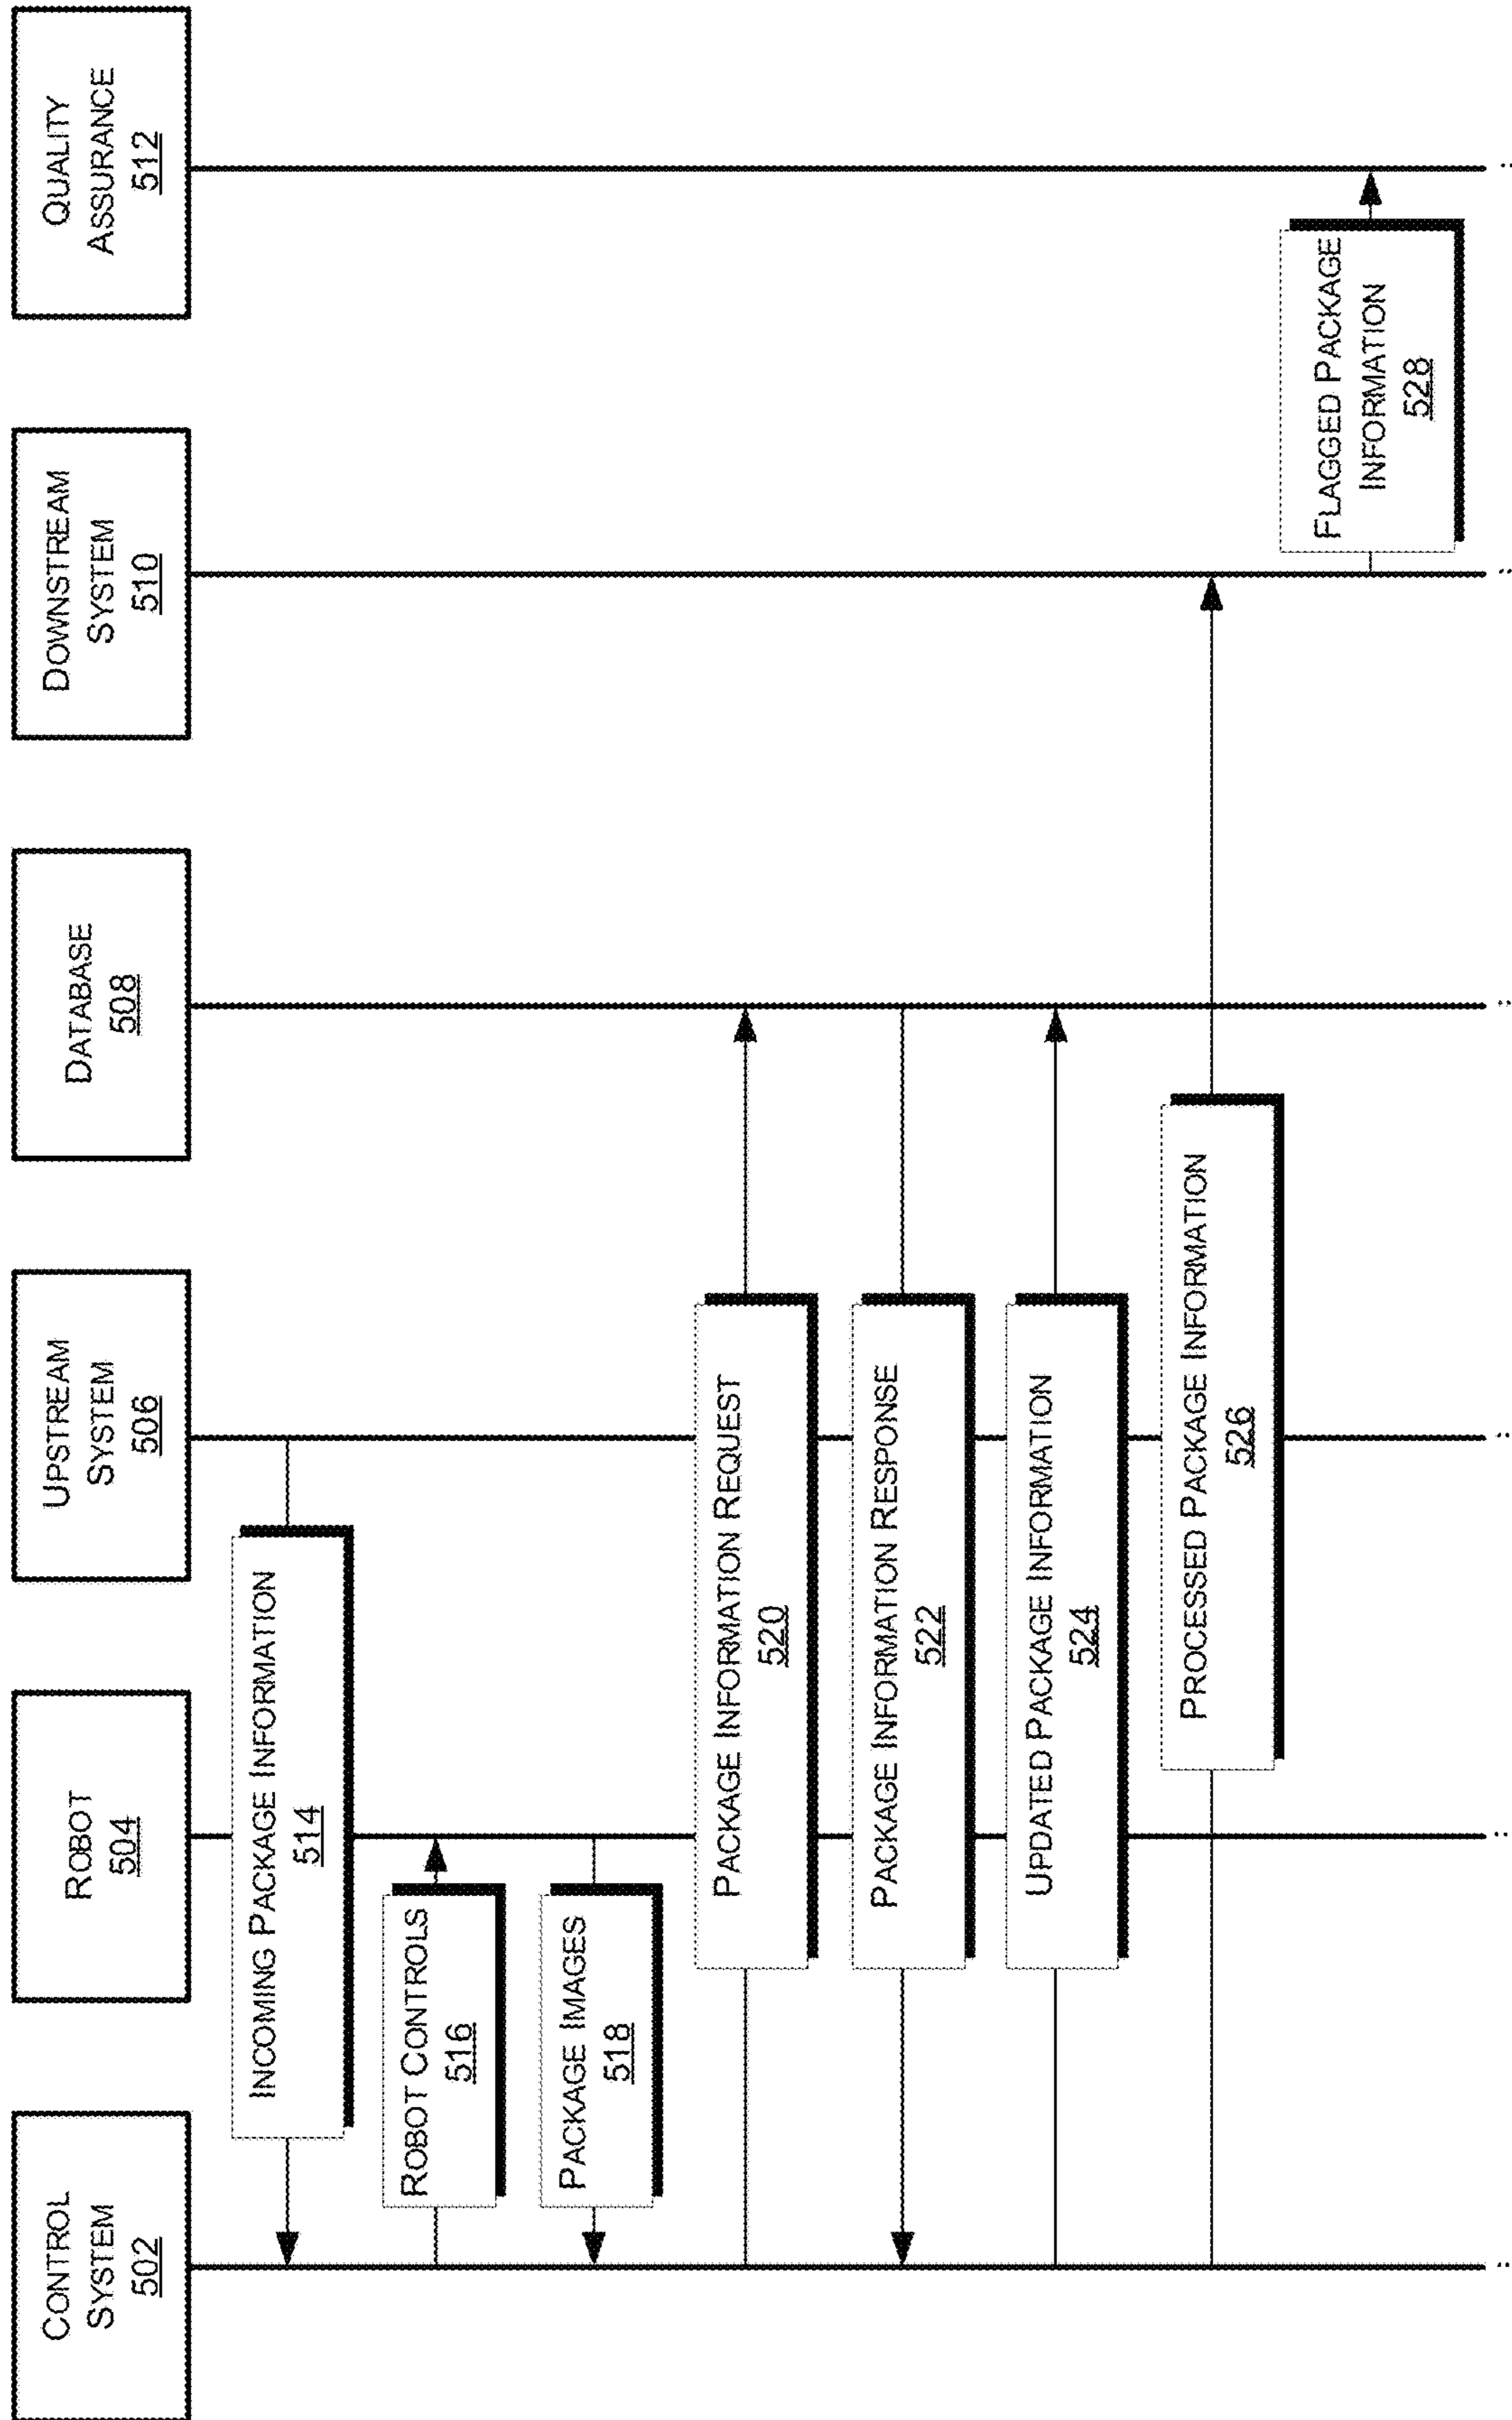 CONTROL
SYSTEM
502
ROBOT
504
UPSTREAM
SYSTEM
506
DATABASE
508
DOWNSTREAM
SYSTEM
510
QUALITY
ASSURANCE
512
INCOMING PACKAGE INFORMATION
514
ROBOT CONTROLS
516
PACKAGE IMAGES
518
PACKAGE INFORMATION REQUEST
520
PACKAGE INFORMATION RESPONSE
522
UPDATED PACKAGE INFORMATION
524
PROCESSED PACKAGE INFORMATION
526
FLAGGED PACKAGE
INFORMATION
528